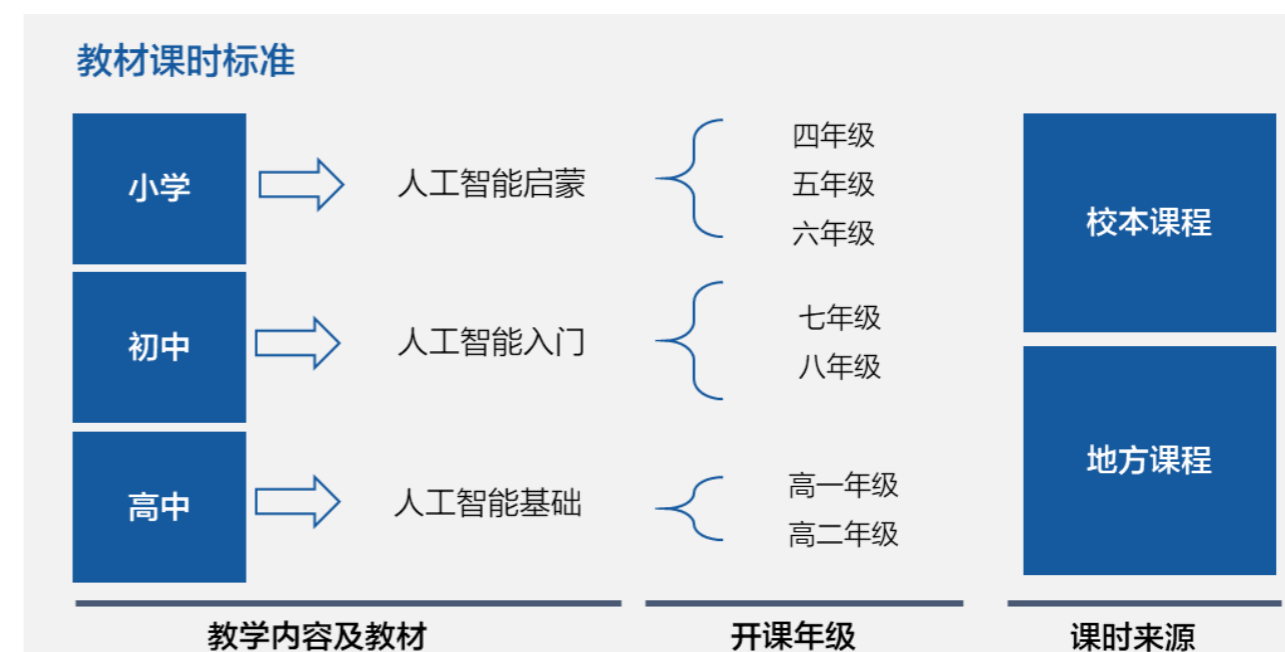 教材课时标准
小学
人工智能启蒙
四年级
五年级
六年级
初中
人工智能入门
七年级
八年级
高中
人工智能基础
高一年级
高二年级
校本课程
地方课程
教学内容及教材
开课年级
课时来源